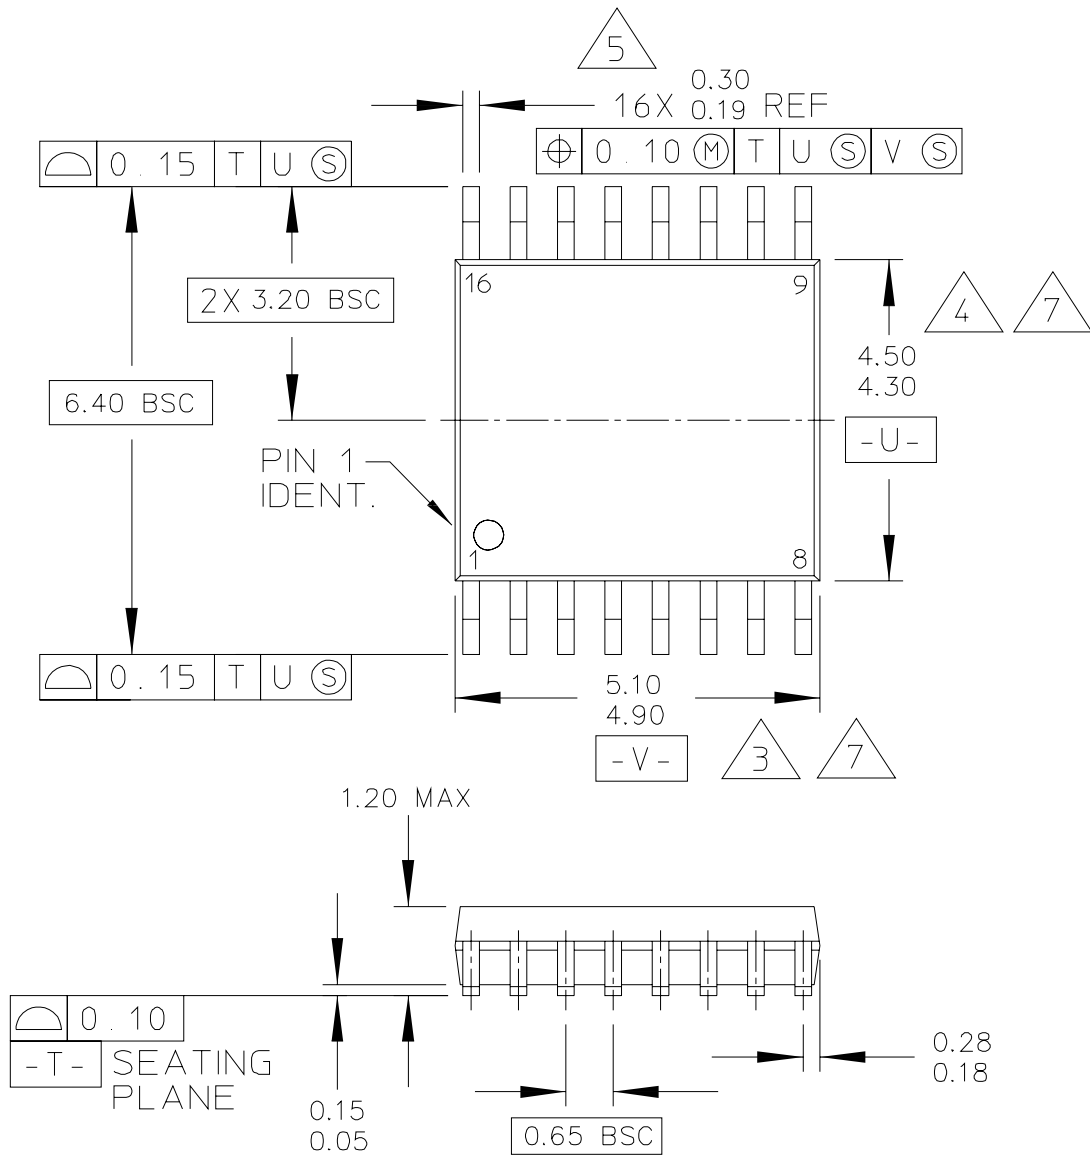 5
0.30
16X 0.19 REF
0.15 T U Ⓢ
0.10 Ⓜ T U Ⓢ V Ⓢ
16
9
2X 3.20 BSC
4
7
4.50
4.30
6.40 BSC
-U-
PIN 1
IDENT.
1
8
0.15 T U Ⓢ
5.10
4.90
-V-
3
7
1.20 MAX
0.10
-T- SEATING
PLANE
0.28
0.18
0.15
0.05
0.65 BSC